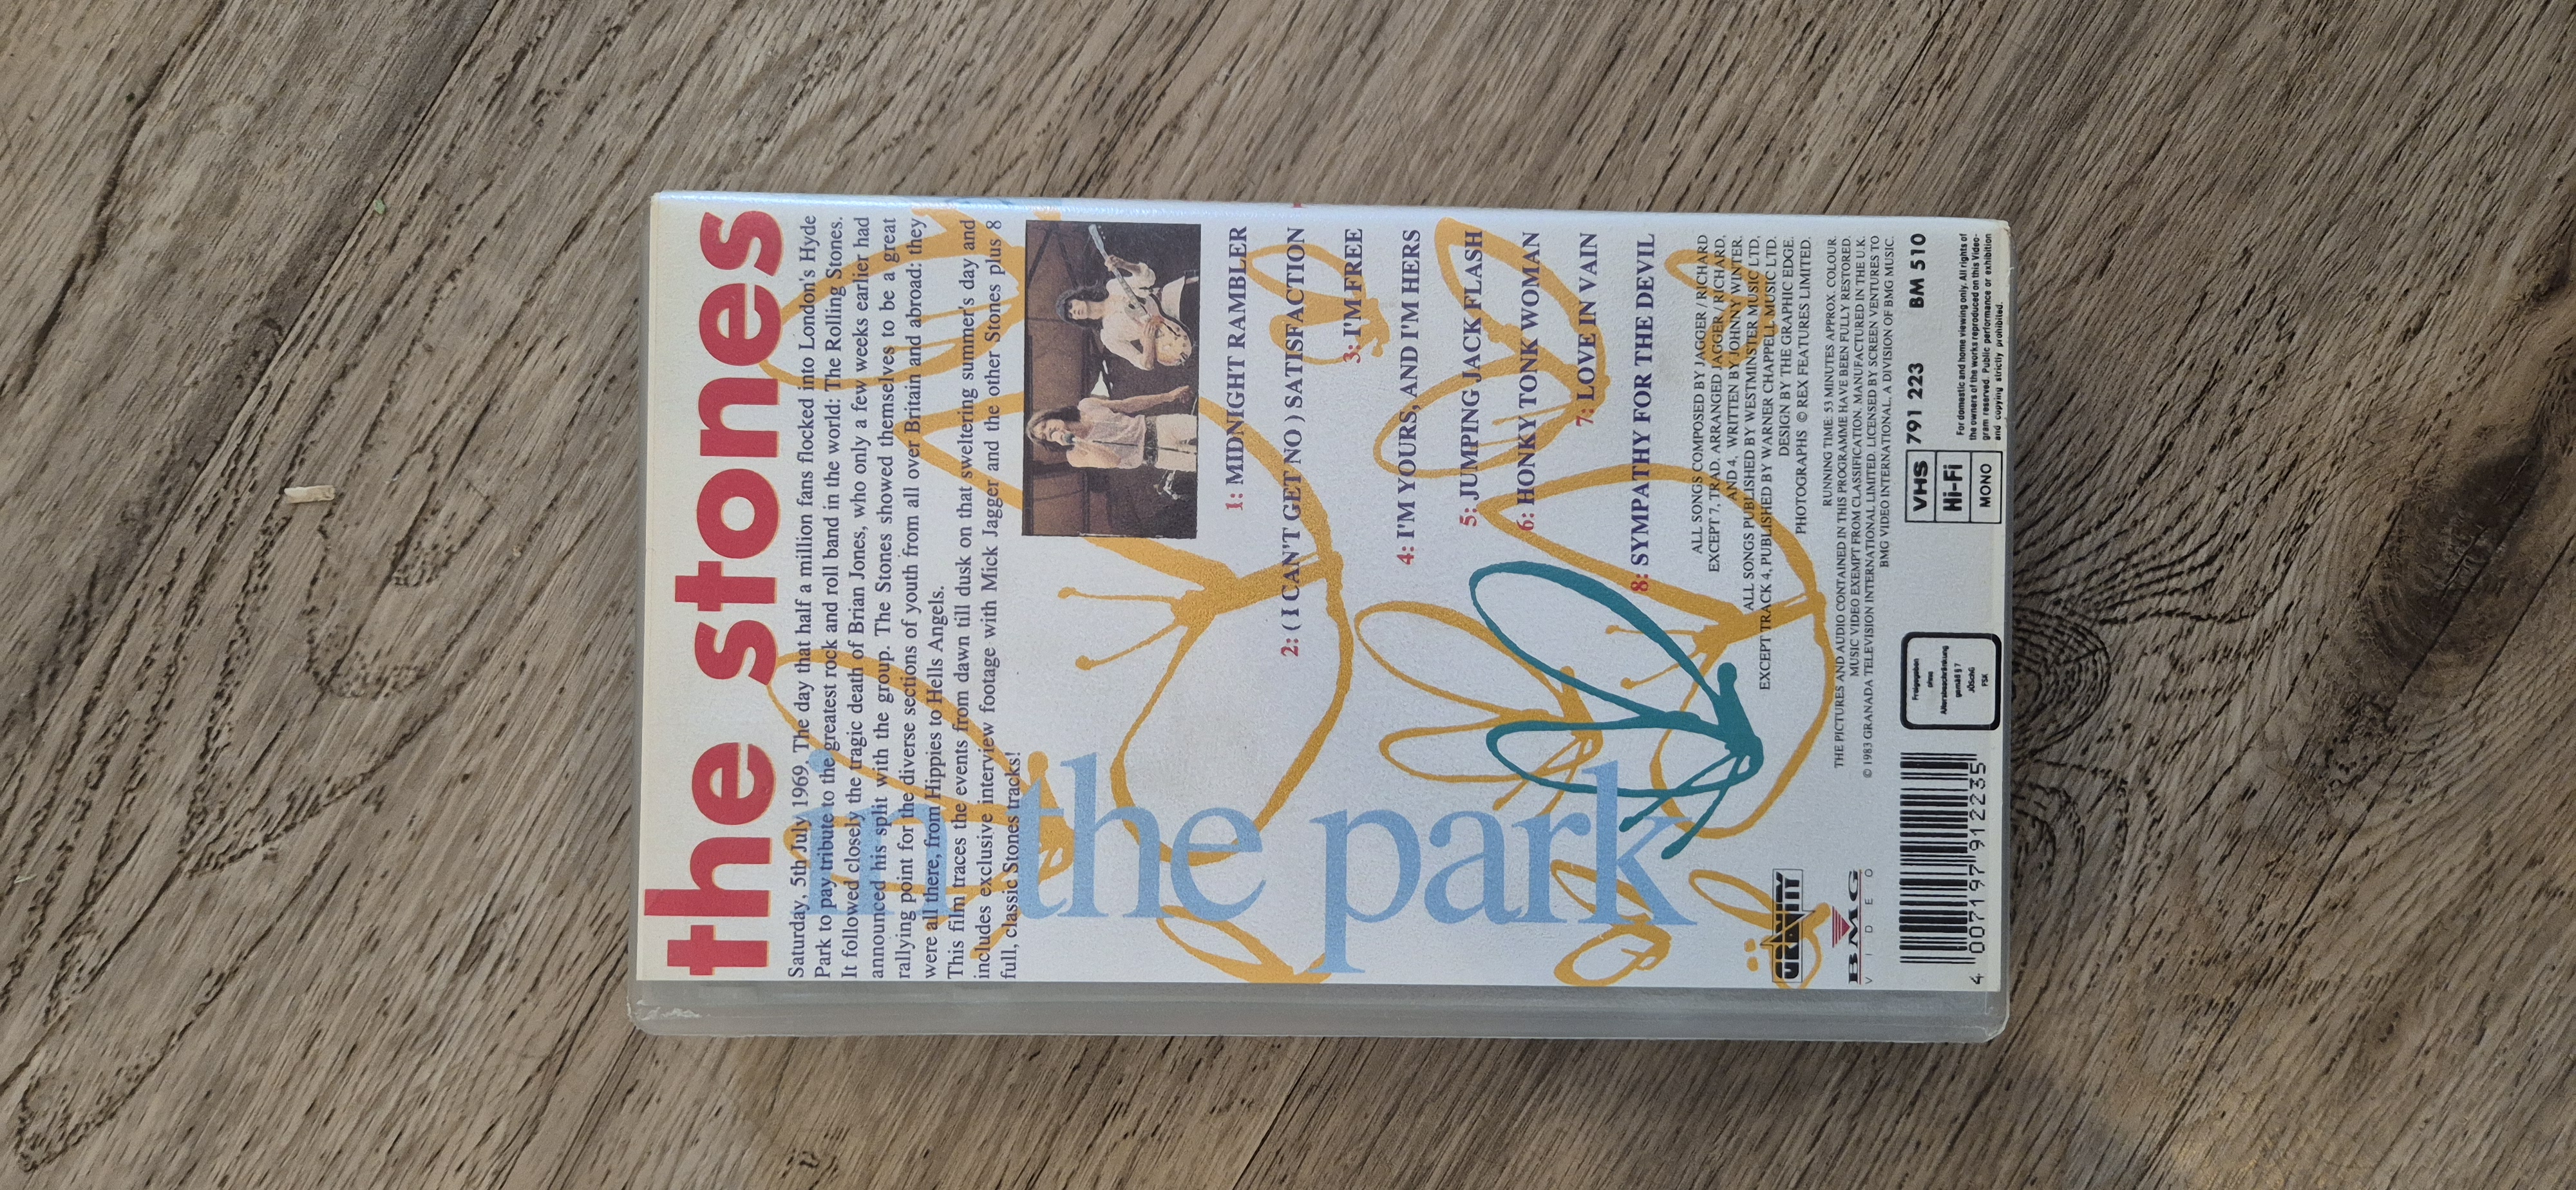 the stones
in the park
Saturday, 5th July 1969, The day that half a million fans flocked into London's Hyde
Park to pay tribute to the greatest rock and roll band in the world: The Rolling Stones.
It followed closely the tragic death of Brian Jones, who only a few weeks earlier had
announced his split with the group. The Stones showed themselves to be a great
rallying point for the diverse sections of youth from all over Britain and abroad: they
were all there, from Hippies to Hells Angels.
This film traces the events from dawn till dusk on that sweltering summer's day and
includes exclusive interview footage with Mick Jagger and the other Stones plus 8
full, classic Stones tracks!
1: MIDNIGHT RAMBLER
2: ( I CAN'T GET NO ) SATISFACTION
3: I'M FREE
4: I'M YOURS, AND I'M HERS
5: JUMPING JACK FLASH
6: HONKY TONK WOMAN
7: LOVE IN VAIN
8: SYMPATHY FOR THE DEVIL
ALL SONGS COMPOSED BY JAGGER / RICHARD
EXCEPT 7, TRAD. ARRANGED JAGGER / RICHARD,
AND 4, WRITTEN BY JOHNNY WINTER.
ALL SONGS PUBLISHED BY WESTMINSTER MUSIC LTD,
EXCEPT TRACK 4, PUBLISHED BY WARNER CHAPPELL MUSIC LTD.
DESIGN BY THE GRAPHIC EDGE.
PHOTOGRAPHS © REX FEATURES LIMITED.
RUNNING TIME: 53 MINUTES APPROX. COLOUR.
THE PICTURES AND AUDIO CONTAINED IN THIS PROGRAMME HAVE BEEN FULLY RESTORED.
MUSIC VIDEO EXEMPT FROM CLASSIFICATION. MANUFACTURED IN THE U.K.
© 1983 GRANADA TELEVISION INTERNATIONAL LIMITED. LICENSED BY SCREEN VENTURES TO
BMG VIDEO INTERNATIONAL, A DIVISION OF BMG MUSIC.
GRAVITY
BMG
VIDEO
4 007197 912235
Freigegeben
ohne
Altersbeschränkung
gemäß § 7
JÖSchG
FSK
VHS
Hi-Fi
MONO
791 223 BM 510
For domestic and home viewing only. All rights of
the owners of the works reproduced on this Video-
gram reserved. Public performance or exhibition
and copying strictly prohibited.